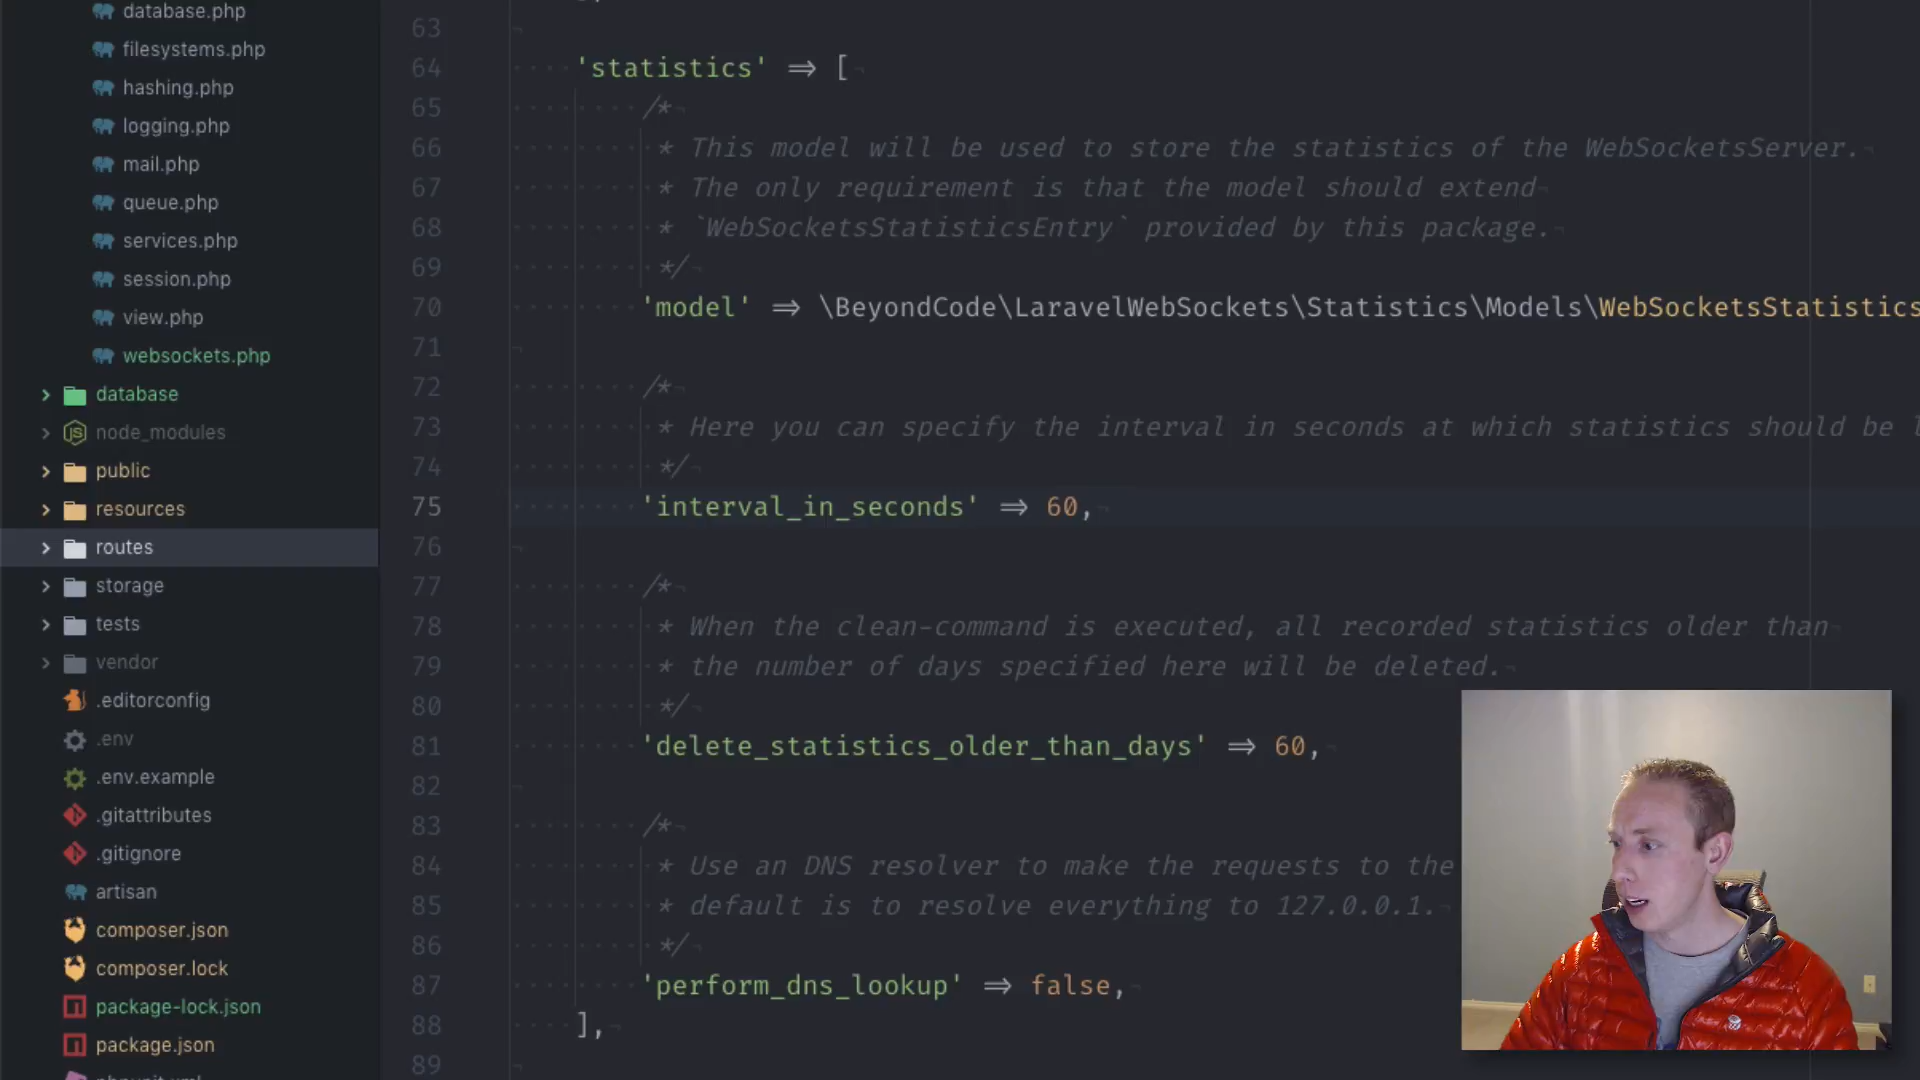 database.php
filesystems.php
hashing.php
logging.php
mail.php
queue.php
services.php
session.php
view.php
websockets.php
database
node_modules
public
resources
routes
storage
tests
vendor
.editorconfig
.env
.env.example
.gitattributes
.gitignore
artisan
composer.json
composer.lock
package-lock.json
package.json
63
64 'statistics' => [
65 /*
66 * This model will be used to store the statistics of the WebSocketsServer.
67 * The only requirement is that the model should extend
68 * `WebSocketsStatisticsEntry` provided by this package.
69 */
70 'model' => \BeyondCode\LaravelWebSockets\Statistics\Models\WebSocketsStatistics
71
72 /*
73 * Here you can specify the interval in seconds at which statistics should be
74 */
75 'interval_in_seconds' => 60,
76
77 /*
78 * When the clean-command is executed, all recorded statistics older than
79 * the number of days specified here will be deleted.
80 */
81 'delete_statistics_older_than_days' => 60,
82
83 /*
84 * Use an DNS resolver to make the requests to the
85 * default is to resolve everything to 127.0.0.1.
86 */
87 'perform_dns_lookup' => false,
88 ],
89